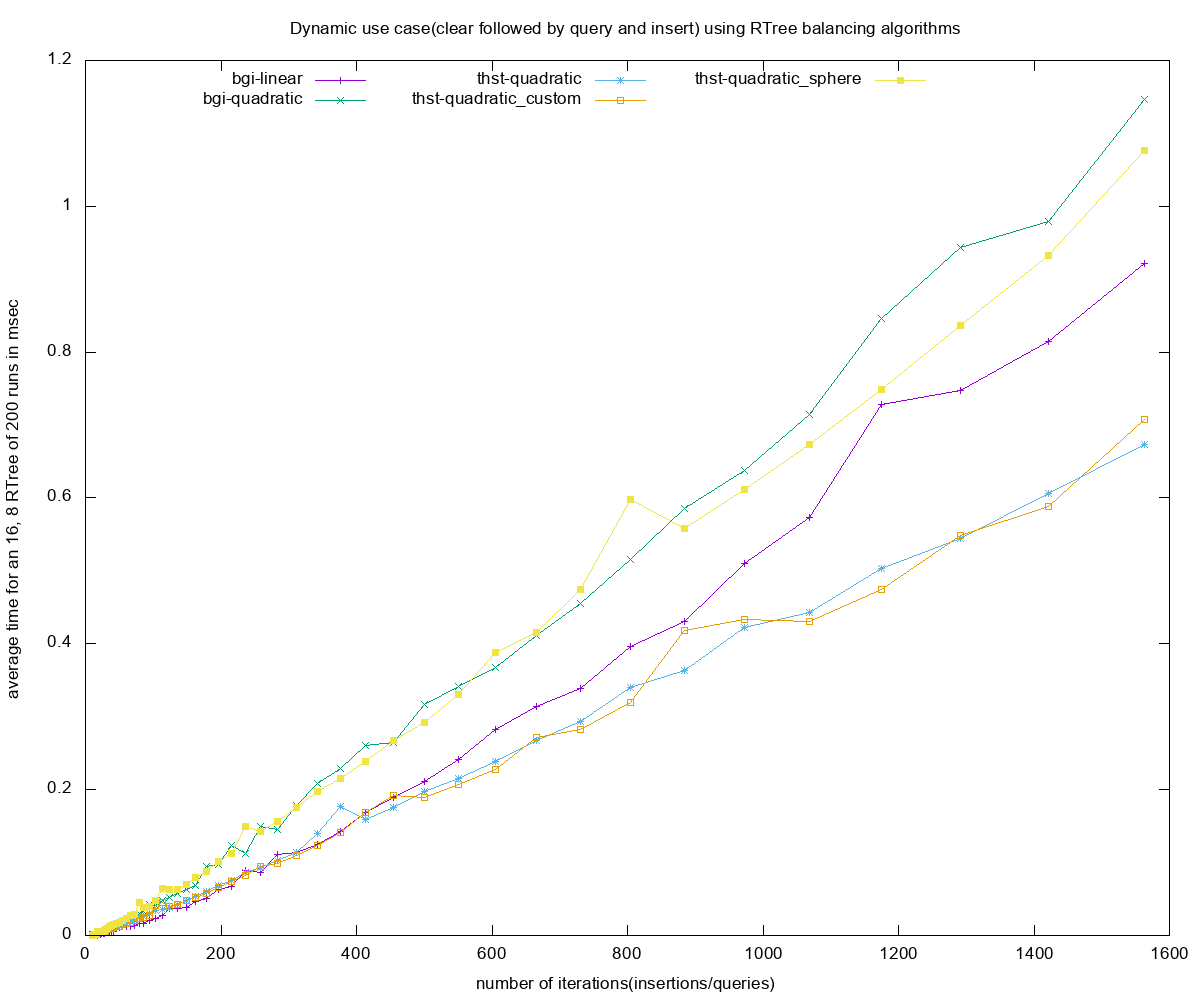 Dynamic use case(clear followed by query and insert) using RTree balancing algorithms
bgi-linear thst-quadratic thst-quadratic_sphere
bgi-quadratic thst-quadratic_custom
1.2
1
0.8
0.6
0.4
0.2
0
average time for an 16, 8 RTree of 200 runs in msec
0 200 400 600 800 1000 1200 1400 1600
number of iterations(insertions/queries)